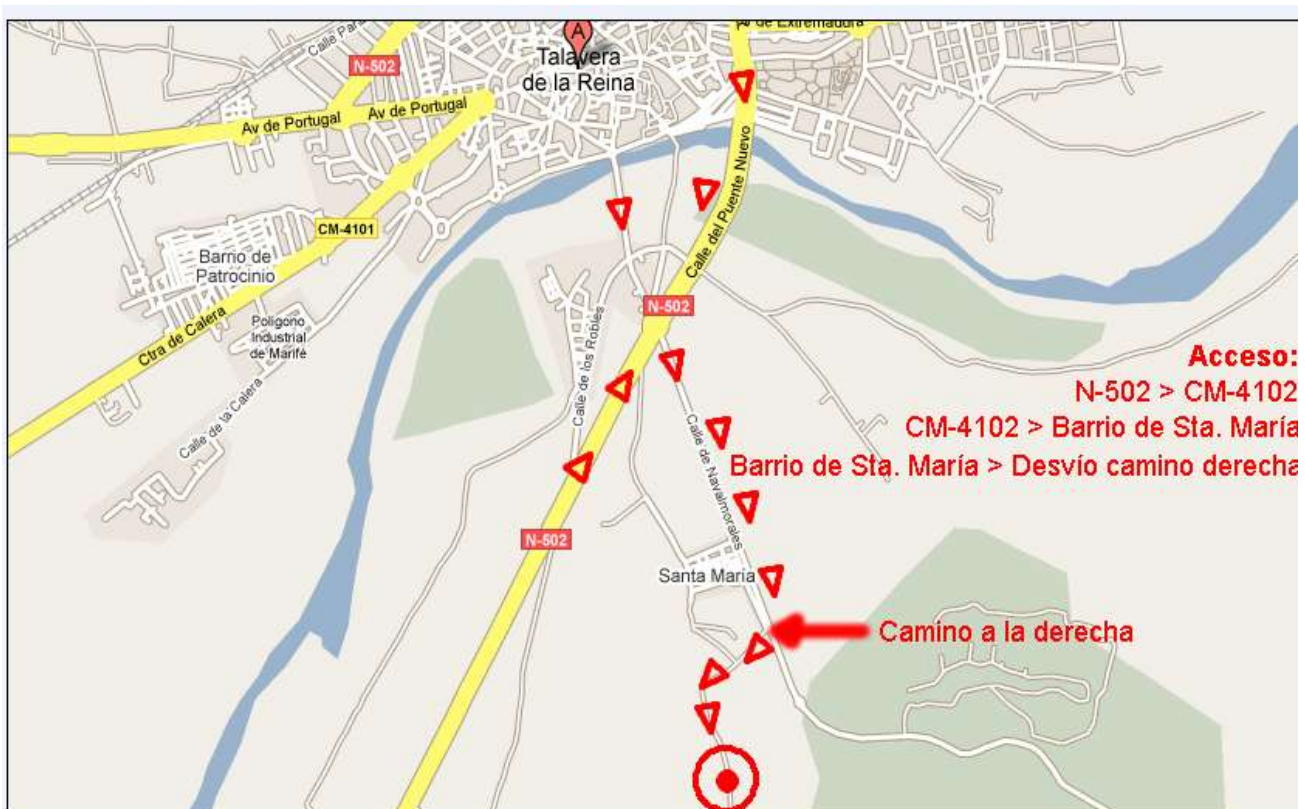 Av de Extremadura
Calle Par
A
N-502
Talavera
de la Reina
Av de Portugal
Av de Portugal
Calle del Puente Nuevo
CM-4101
Barrio de
Patrocinio
N-502
Polígono
Industrial
de Marifé
Ctra de Calera
Calle de los Robles
Acceso:
N-502 > CM-4102
CM-4102 > Barrio de Sta. María
Barrio de Sta. María > Desvío camino derecha
Calle de la Calera
Calle de Navalmorales
N-502
Santa María
Camino a la derecha